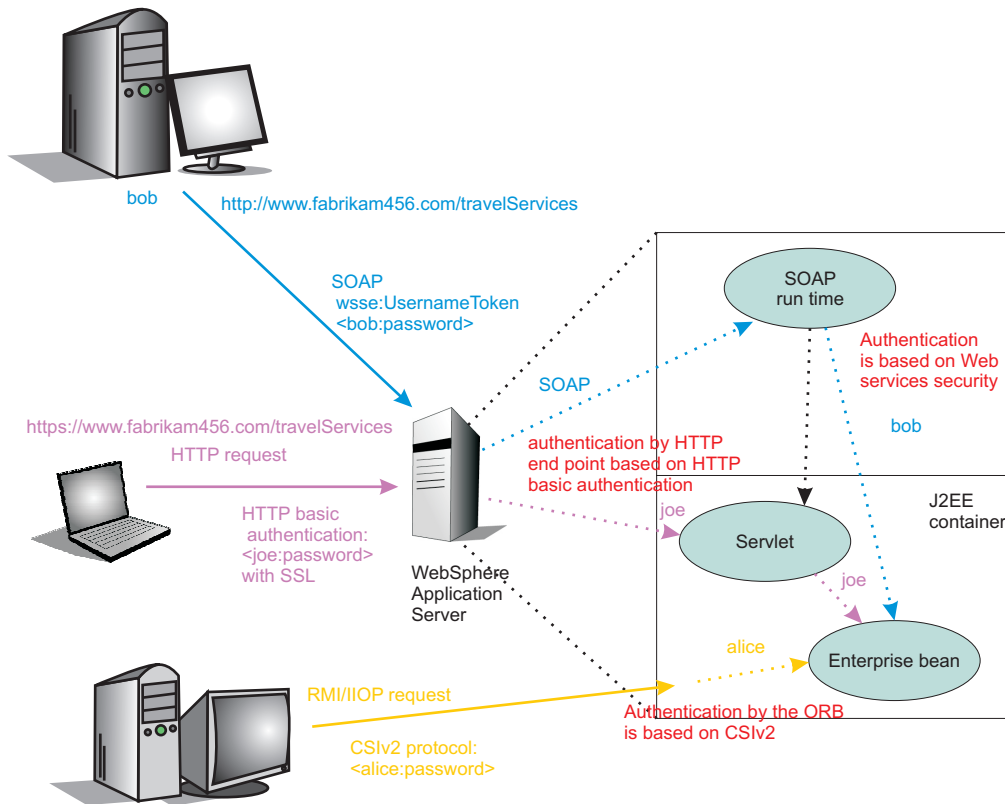 bob
http://www.fabrikam456.com/travelServices
SOAP
wsse:UsernameToken
<bob:password>
SOAP
run time
Authentication
is based on Web
services security
SOAP
bob
https://www.fabrikam456.com/travelServices
HTTP request
authentication by HTTP
end point based on HTTP
basic authentication
joe
J2EE
container
HTTP basic
authentication:
<joe:password>
with SSL
Servlet
WebSphere
Application
Server
joe
alice
Enterprise bean
RMI/IIOP request
Authentication by the ORB
is based on CSIv2
CSIv2 protocol:
<alice:password>